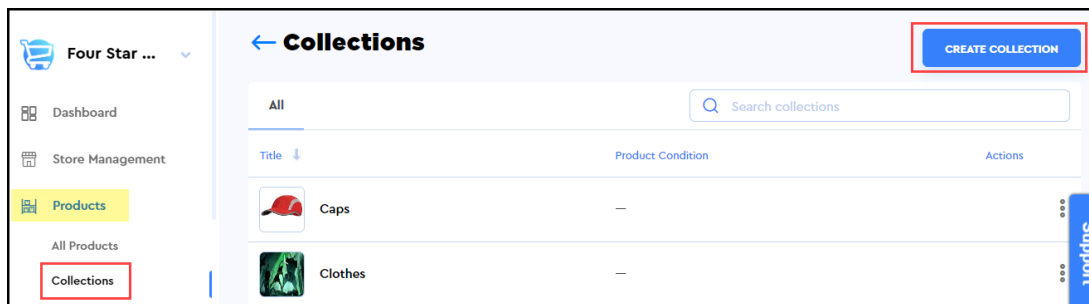 Four Star ...
Dashboard
Store Management
Products
All Products
Collections
← Collections
CREATE COLLECTION
All
Search collections
Title ↓
Product Condition
Actions
Caps
—
Clothes
—
Support